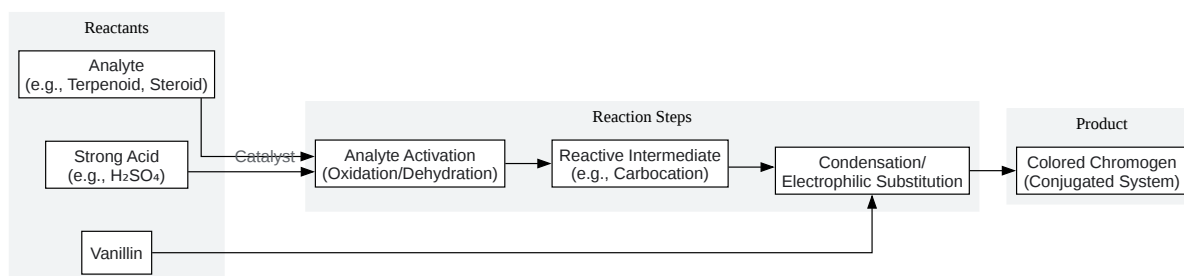 Reactants
Analyte
(e.g., Terpenoid, Steroid)
Strong Acid
(e.g., H₂SO₄)
Vanillin
Catalyst
Reaction Steps
Analyte Activation
(Oxidation/Dehydration)
Reactive Intermediate
(e.g., Carbocation)
Condensation/
Electrophilic Substitution
Product
Colored Chromogen
(Conjugated System)